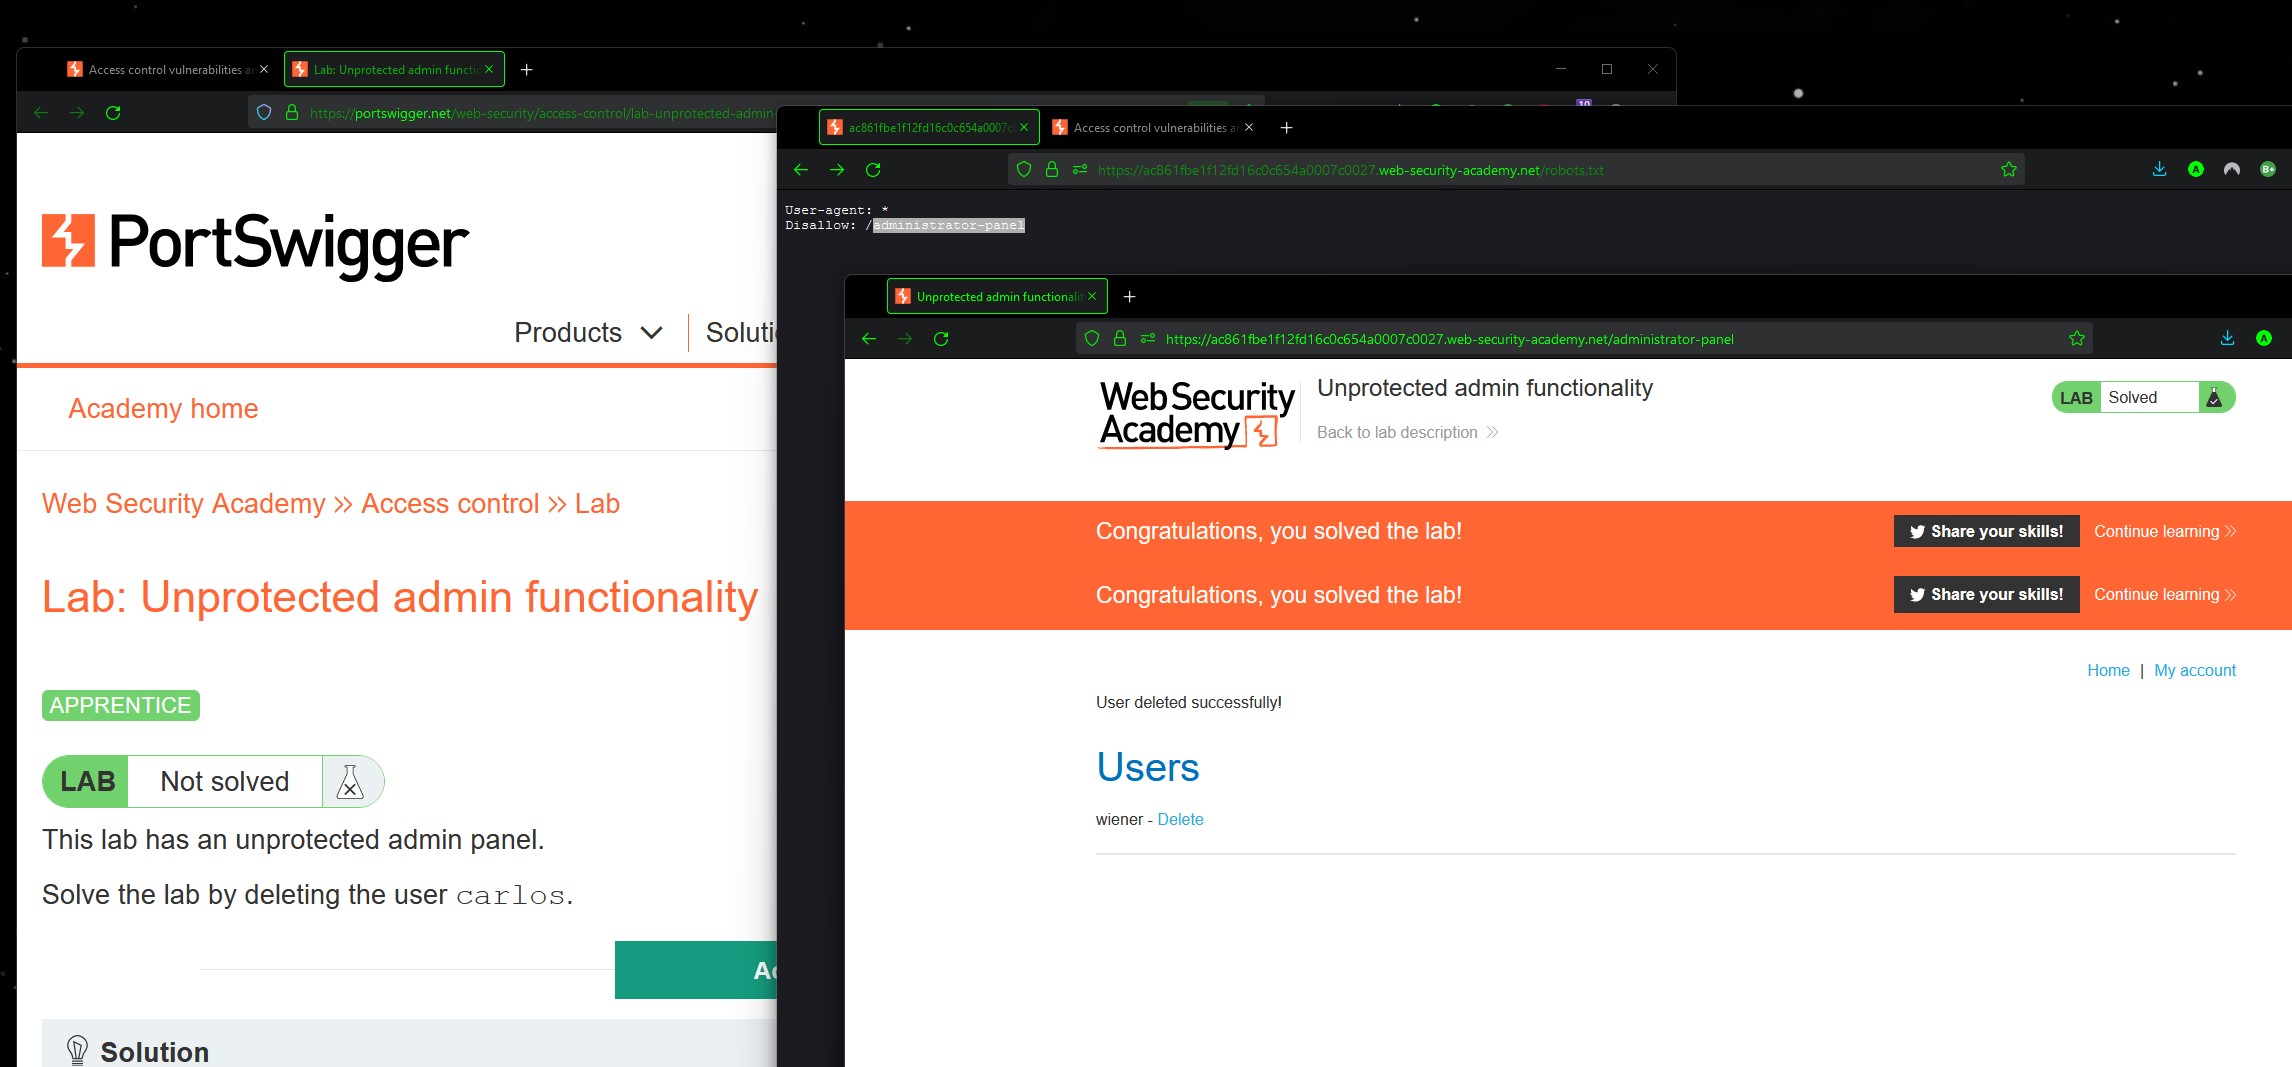 Access control vulnerabilities a
Lab: Unprotected admin functi
https://portswigger.net/web-security/access-control/lab-unprotected-admin-
10
PortSwigger
Products
Soluti
Academy home
Web Security Academy » Access control » Lab
Lab: Unprotected admin functionality
APPRENTICE
LAB Not solved
This lab has an unprotected admin panel.
Solve the lab by deleting the user carlos.
Ac
Solution
ac861fbe1f12fd16c0c654a0007c
Access control vulnerabilities a
https://ac861fbe1f12fd16c0c654a0007c0027.web-security-academy.net/robots.txt
A
B+
User-agent: *
Disallow: /administrator-panel
Unprotected admin functionalit
https://ac861fbe1f12fd16c0c654a0007c0027.web-security-academy.net/administrator-panel
A
Web Security
Academy
Unprotected admin functionality
Back to lab description »
LAB Solved
Congratulations, you solved the lab!
Share your skills!
Continue learning »
Congratulations, you solved the lab!
Share your skills!
Continue learning »
Home | My account
User deleted successfully!
Users
wiener - Delete